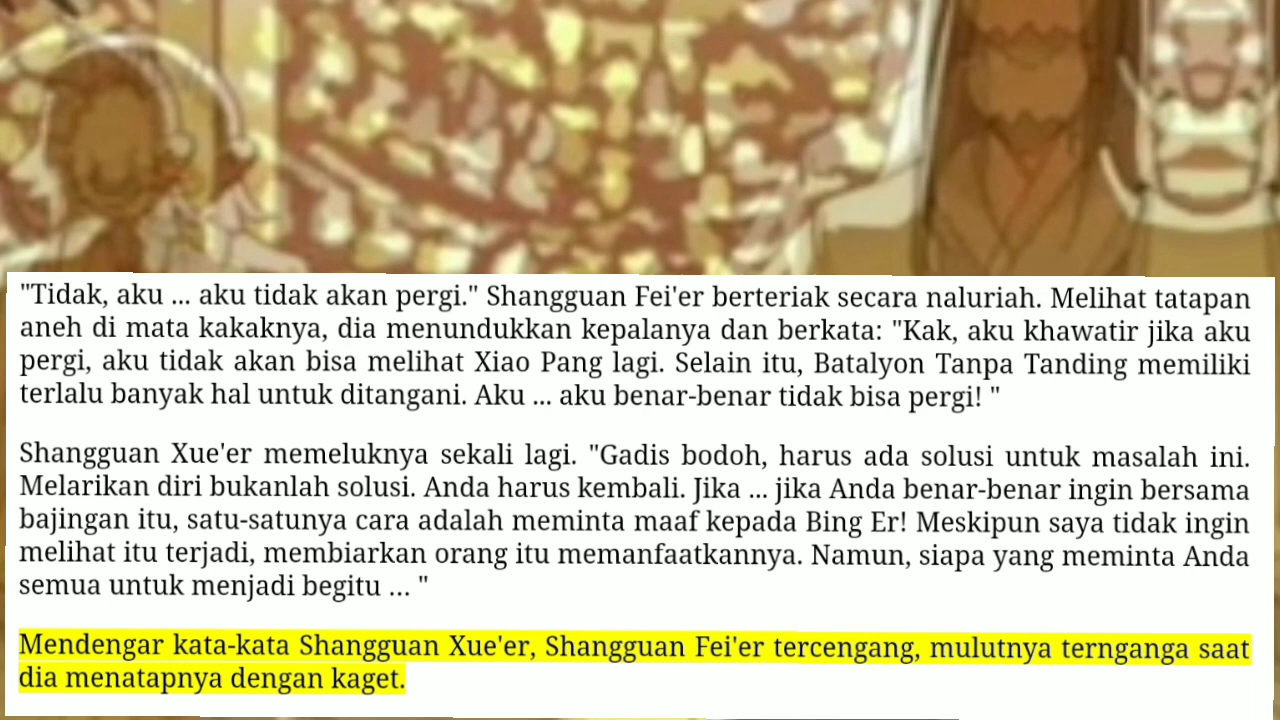 "Tidak, aku ... aku tidak akan pergi." Shangguan Fei'er berteriak secara naluriah. Melihat tatapan
aneh di mata kakaknya, dia menundukkan kepalanya dan berkata: "Kak, aku khawatir jika aku
pergi, aku tidak akan bisa melihat Xiao Pang lagi. Selain itu, Batalyon Tanpa Tanding memiliki
terlalu banyak hal untuk ditangani. Aku ... aku benar-benar tidak bisa pergi! "
Shangguan Xue'er memeluknya sekali lagi. "Gadis bodoh, harus ada solusi untuk masalah ini.
Melarikan diri bukanlah solusi. Anda harus kembali. Jika ... jika Anda benar-benar ingin bersama
bajingan itu, satu-satunya cara adalah meminta maaf kepada Bing Er! Meskipun saya tidak ingin
melihat itu terjadi, membiarkan orang itu memanfaatkannya. Namun, siapa yang meminta Anda
semua untuk menjadi begitu ... "
Mendengar kata-kata Shangguan Xue'er, Shangguan Fei'er tercengang, mulutnya ternganga saat
dia menatapnya dengan kaget.